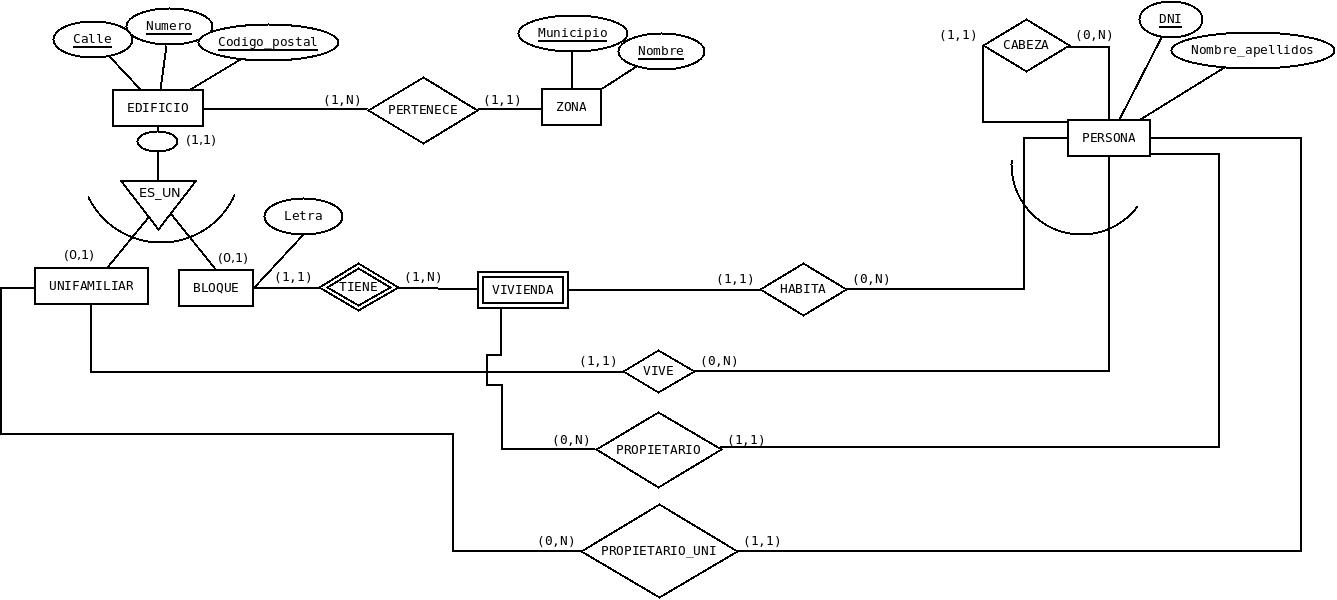 Calle
Numero
Codigo_postal
Municipio
Nombre
DNI
Nombre_apellidos
(1,1)
CABEZA
(0,N)
EDIFICIO
(1,N)
PERTENECE
(1,1)
ZONA
PERSONA
(1,1)
ES_UN
Letra
(0,1)
(0,1)
UNIFAMILIAR
BLOQUE
(1,1)
TIENE
(1,N)
VIVIENDA
(1,1)
HABITA
(0,N)
(1,1)
VIVE
(0,N)
(0,N)
PROPIETARIO
(1,1)
(0,N)
PROPIETARIO_UNI
(1,1)